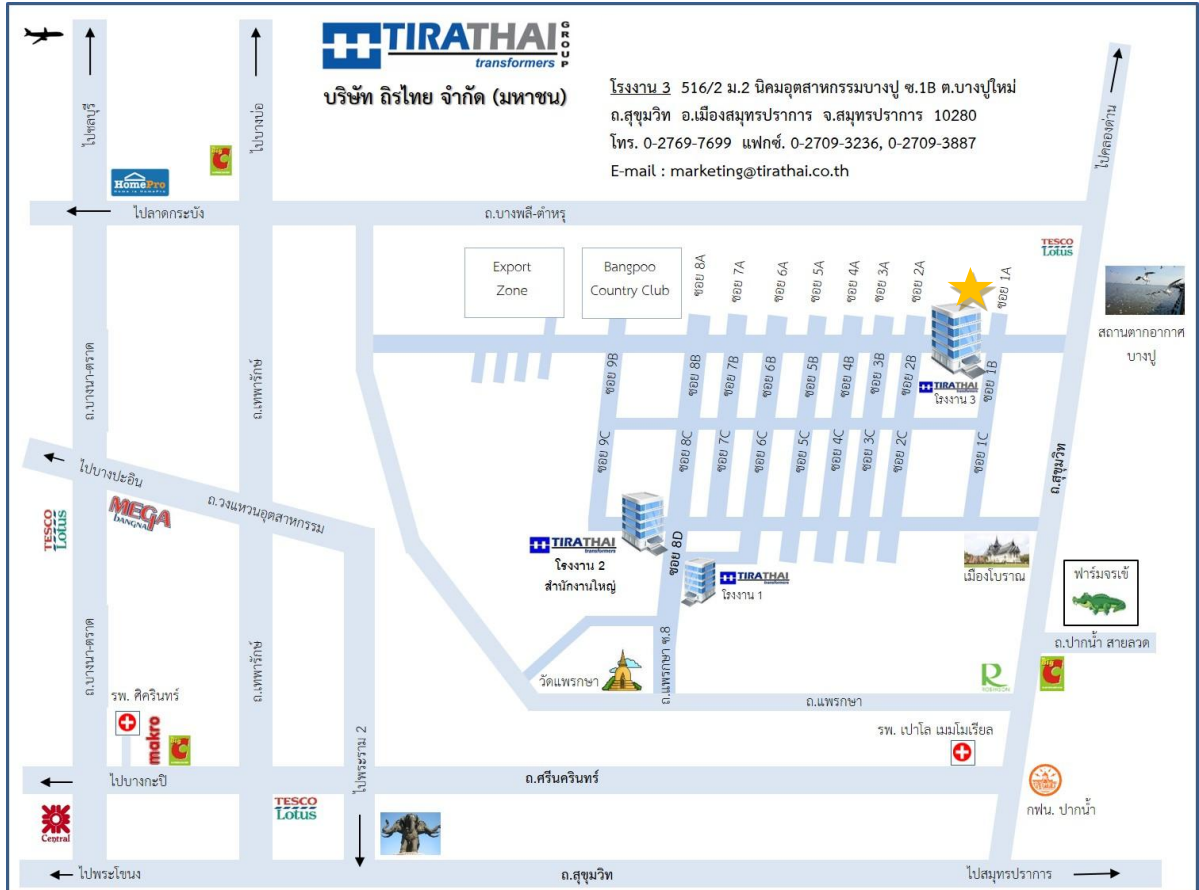 TIRATHAI GROUP
transformers
บริษัท ถิรไทย จำกัด (มหาชน)
โรงงาน 3 516/2 ม.2 นิคมอุตสาหกรรมบางปู ซ.1B ต.บางปูใหม่
ถ.สุขุมวิท อ.เมืองสมุทรปราการ จ.สมุทรปราการ 10280
โทร. 0-2769-7699 แฟกซ์. 0-2709-3236, 0-2709-3887
E-mail : marketing@tirathai.co.th
ไปชลบุรี
ไปบางบ่อ
ไปคลองด่าน
Big C
HomePro
ไปลาดกระบัง
ถ.บางพลี-ตำหรุ
TESCO
Lotus
Export
Zone
Bangpoo
Country Club
ซอย 8A
ซอย 7A
ซอย 6A
ซอย 5A
ซอย 4A
ซอย 3A
ซอย 2A
ซอย 1A
สถานตากอากาศ
บางปู
ถ.บางนา-ตราด
ถ.เทพารักษ์
ซอย 9B
ซอย 8B
ซอย 7B
ซอย 6B
ซอย 5B
ซอย 4B
ซอย 3B
ซอย 2B
ซอย 1B
TIRATHAI
โรงงาน 3
ซอย 9C
ซอย 8C
ซอย 7C
ซอย 6C
ซอย 5C
ซอย 4C
ซอย 3C
ซอย 2C
ซอย 1C
ถ.สุขุมวิท
ไปบางปะอิน
ถ.วงแหวนอุตสาหกรรม
MEGA
BANGNA
TESCO
Lotus
TIRATHAI
transformers
โรงงาน 2
สำนักงานใหญ่
ซอย 8D
TIRATHAI
โรงงาน 1
เมืองโบราณ
ฟาร์มจรเข้
ถ.ปากน้ำ สายลวด
Big C
ถ.บางนา-ตราด
ถ.เทพารักษ์
วัดแพรกษา
ถ.แพรกษา ซ.8
ถ.แพรกษา
R
ROBINSON
รพ. ศิครินทร์
makro
Big C
ไปพระราม 2
รพ. เปาโล เมมโมเรียล
ไปบางกะปิ
ถ.ศรีนครินทร์
กฟน. ปากน้ำ
Central
TESCO
Lotus
ไปพระโขนง
ถ.สุขุมวิท
ไปสมุทรปราการ